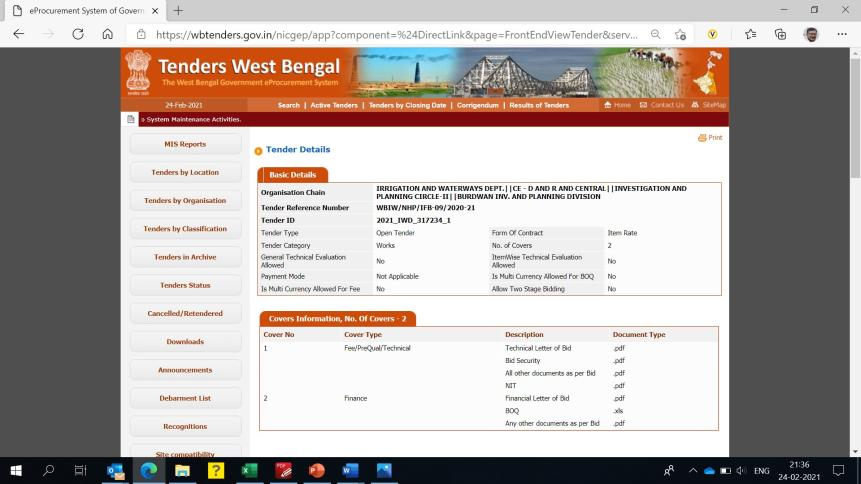 eProcurement System of Govern
https://wbtenders.gov.in/nicgep/app?component=%24DirectLink&page=FrontEndViewTender&serv...
Tenders West Bengal
The West Bengal Government eProcurement System
24-Feb-2021
Search | Active Tenders | Tenders by Closing Date | Corrigendum | Results of Tenders
Home Contact Us SiteMap
» System Maintenance Activities.
MIS Reports
Tenders by Location
Tenders by Organisation
Tenders by Classification
Tenders in Archive
Tenders Status
Cancelled/Retendered
Downloads
Announcements
Debarment List
Recognitions
Site compatibility
Print
Tender Details
Basic Details
Organisation Chain IRRIGATION AND WATERWAYS DEPT.||CE - D AND R AND CENTRAL||INVESTIGATION AND
PLANNING CIRCLE-II||BURDWAN INV. AND PLANNING DIVISION
Tender Reference Number WBIW/NHP/IFB-09/2020-21
Tender ID 2021_IWD_317234_1
Tender Type Open Tender Form Of Contract Item Rate
Tender Category Works No. of Covers 2
General Technical Evaluation Allowed No ItemWise Technical Evaluation Allowed No
Payment Mode Not Applicable Is Multi Currency Allowed For BOQ No
Is Multi Currency Allowed For Fee No Allow Two Stage Bidding No
Covers Information, No. Of Covers - 2
Cover No Cover Type Description Document Type
1 Fee/PreQual/Technical Technical Letter of Bid .pdf
Bid Security .pdf
All other documents as per Bid .pdf
NIT .pdf
2 Finance Financial Letter of Bid .pdf
BOQ .xls
Any other documents as per Bid .pdf
ENG
21:36
24-02-2021